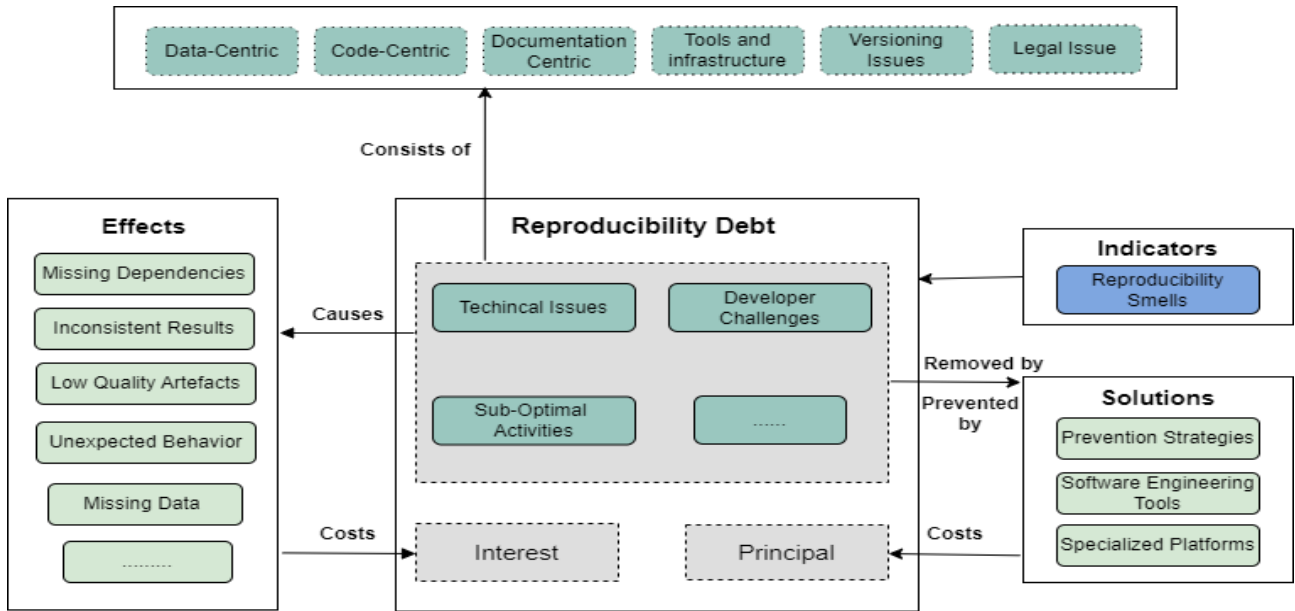 Data-Centric
Code-Centric
Documentation
Centric
Tools and
infrastructure
Versioning
Issues
Legal Issue
Consists of
Effects
Missing Dependencies
Inconsistent Results
Low Quality Artefacts
Unexpected Behavior
Missing Data
.........
Causes
Costs
Reproducibility Debt
Techincal Issues
Developer
Challenges
Sub-Optimal
Activities
......
Interest
Principal
Indicators
Reproducibility
Smells
Removed by
Prevented
by
Costs
Solutions
Prevention Strategies
Software Engineering
Tools
Specialized Platforms